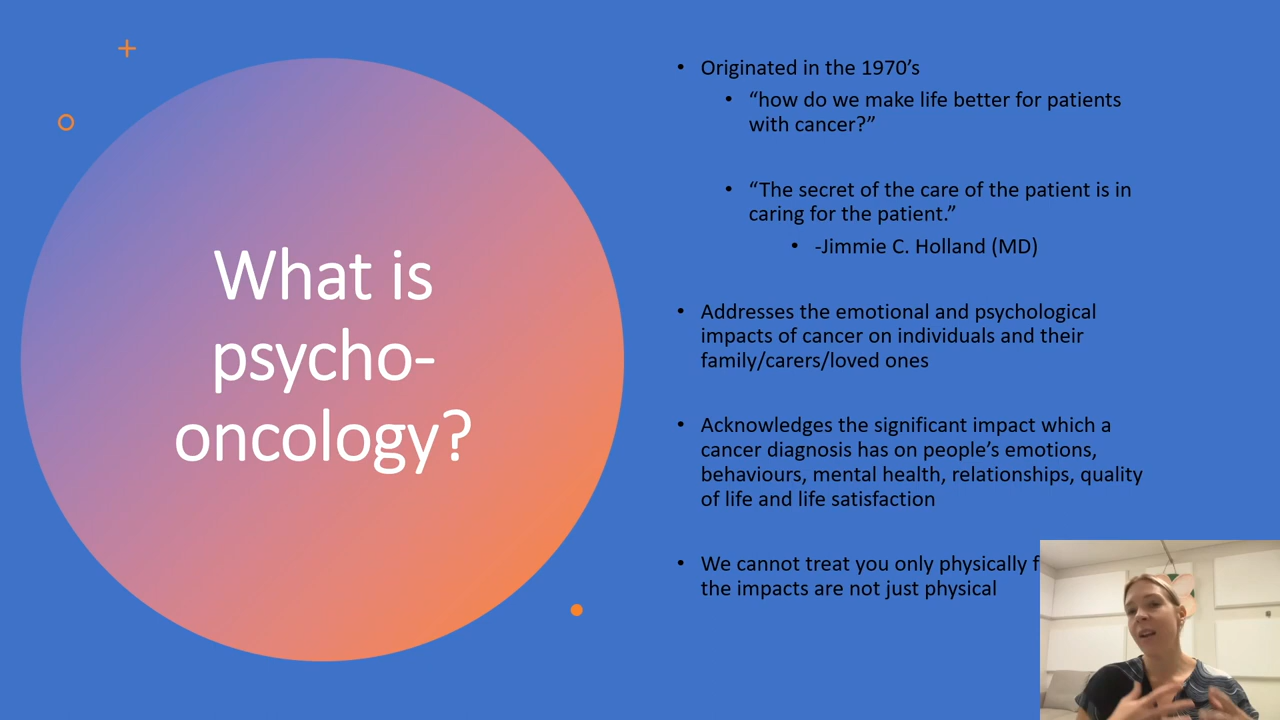 What is
psycho-
oncology?
• Originated in the 1970’s
• “how do we make life better for patients
with cancer?”
• “The secret of the care of the patient is in
caring for the patient.”
• -Jimmie C. Holland (MD)
• Addresses the emotional and psychological
impacts of cancer on individuals and their
family/carers/loved ones
• Acknowledges the significant impact which a
cancer diagnosis has on people’s emotions,
behaviours, mental health, relationships, quality
of life and life satisfaction
• We cannot treat you only physically
the impacts are not just physical